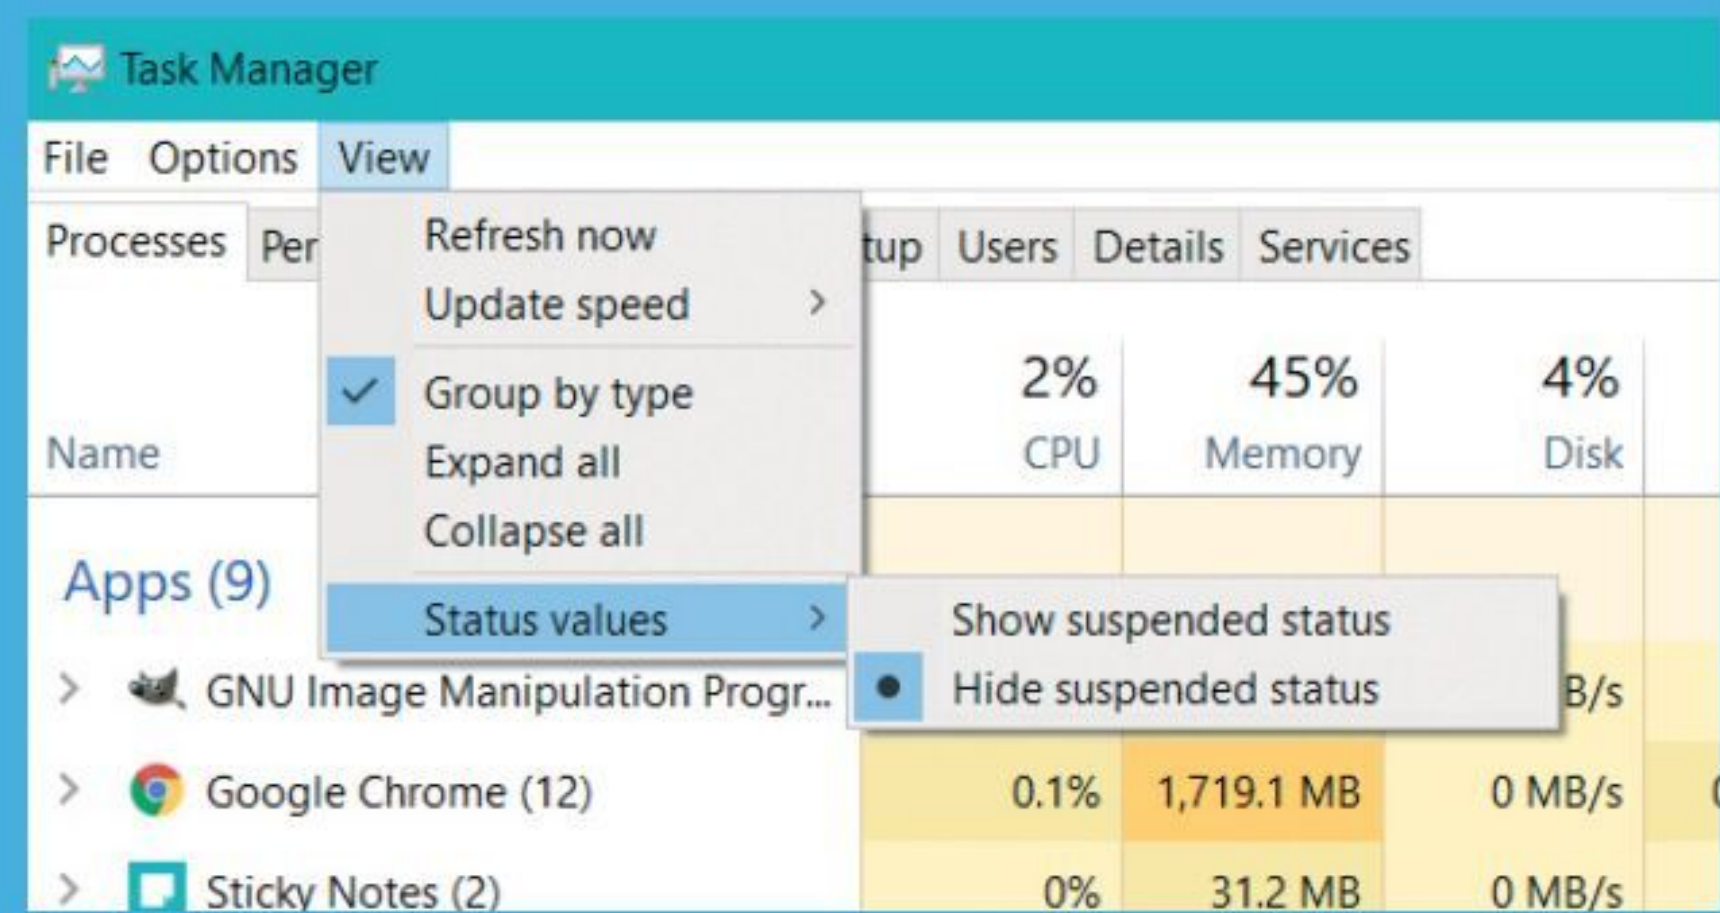 Task Manager
File Options View
Processes Per tup Users Details Services
Refresh now
Update speed
Group by type
Expand all
Collapse all
Status values
Show suspended status
Hide suspended status
2% 45% 4%
Name CPU Memory Disk
Apps (9)
GNU Image Manipulation Progr... B/s
Google Chrome (12) 0.1% 1,719.1 MB 0 MB/s
Sticky Notes (2) 0% 31.2 MB 0 MB/s